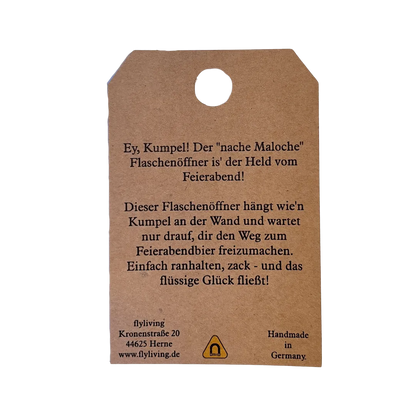 Ey, Kumpel! Der "nache Maloche"
Flaschenöffner is' der Held vom
Feierabend!
Dieser Flaschenöffner hängt wie'n
Kumpel an der Wand und wartet
nur drauf, dir den Weg zum
Feierabendbier freizumachen.
Einfach ranhalten, zack - und das
flüssige Glück fließt!
flyliving
Kronenstraße 20
44625 Herne
www.flyliving.de
Handmade
in
Germany.